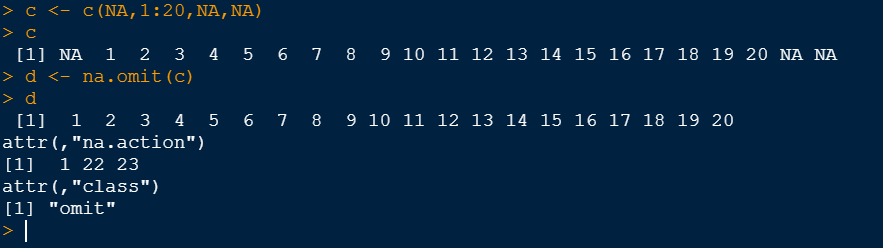 > c <- c(NA,1:20,NA,NA)
> c
 [1] NA  1  2  3  4  5  6  7  8  9 10 11 12 13 14 15 16 17 18 19 20 NA NA
> d <- na.omit(c)
> d
 [1]  1  2  3  4  5  6  7  8  9 10 11 12 13 14 15 16 17 18 19 20
attr(,"na.action")
[1]  1 22 23
attr(,"class")
[1] "omit"
>